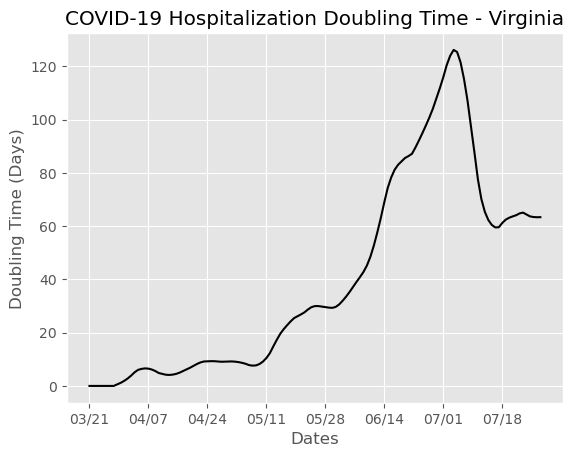 COVID-19 Hospitalization Doubling Time - Virginia
Doubling Time (Days)
120
100
80
60
40
20
0
03/21 04/07 04/24 05/11 05/28 06/14 07/01 07/18
Dates